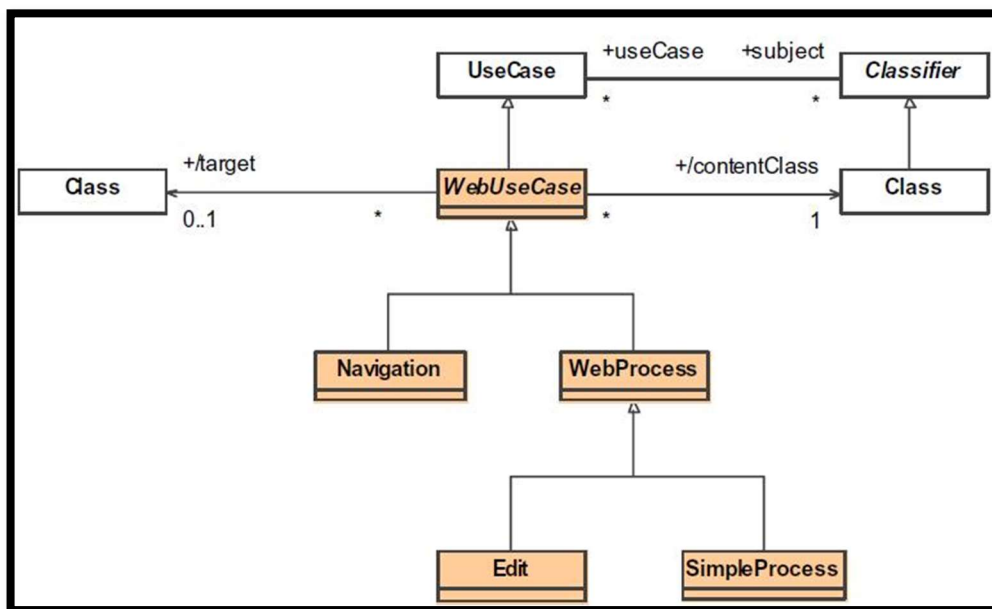 UseCase
+useCase
+subject
Classifier
*
*
Class
+/target
0..1
*
WebUseCase
+/contentClass
*
1
Class
Navigation
WebProcess
Edit
SimpleProcess